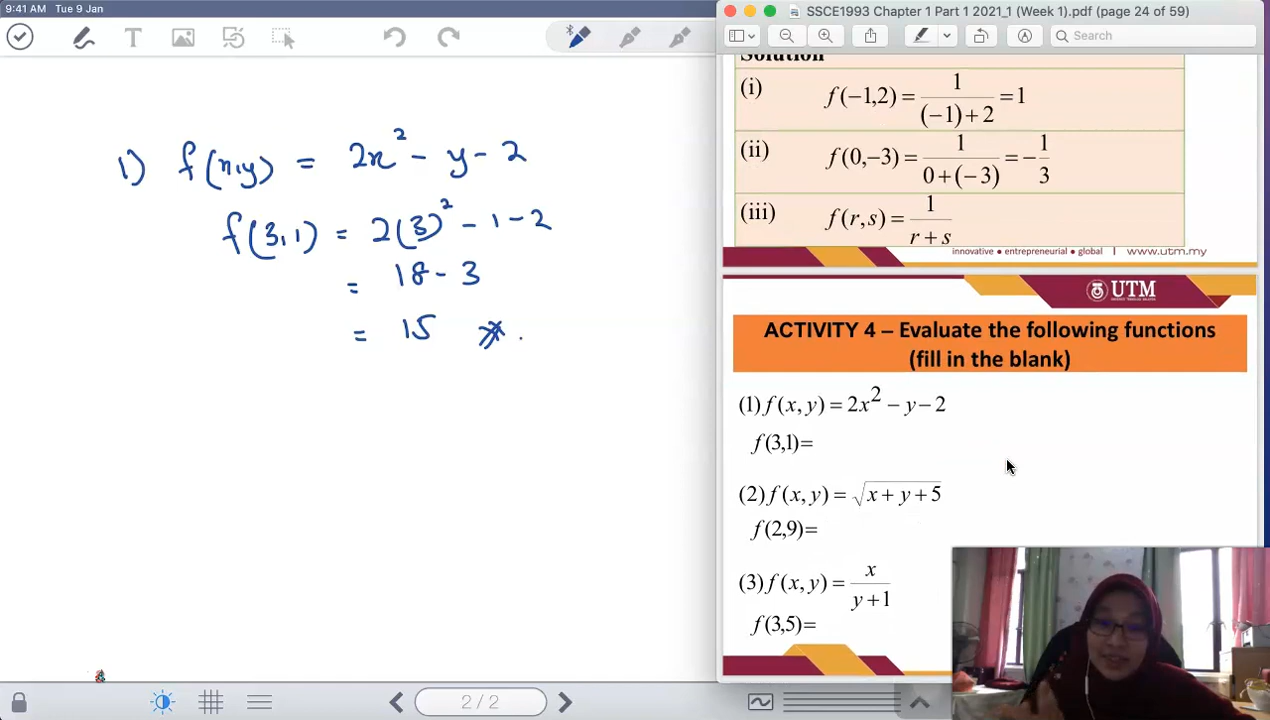 9:41 AM Tue 9 Jan
1) f(x,y) = 2x² - y - 2
f(3,1) = 2(3)² - 1 - 2
= 18 - 3
= 15
2/2
SSCE1993 Chapter 1 Part 1 2021_1 (Week 1).pdf (page 24 of 59)
Search
Solution
(i) f(−1,2) = 1/((−1)+2) = 1
(ii) f(0,−3) = 1/(0+(−3)) = −1/3
(iii) f(r,s) = 1/(r+s)
innovative ● entrepreneurial ● global
www.utm.my
UTM
ACTIVITY 4 – Evaluate the following functions
(fill in the blank)
(1) f(x,y) = 2x² − y − 2
f(3,1)=
(2) f(x,y) = √(x + y + 5)
f(2,9)=
(3) f(x,y) = x/(y+1)
f(3,5)=